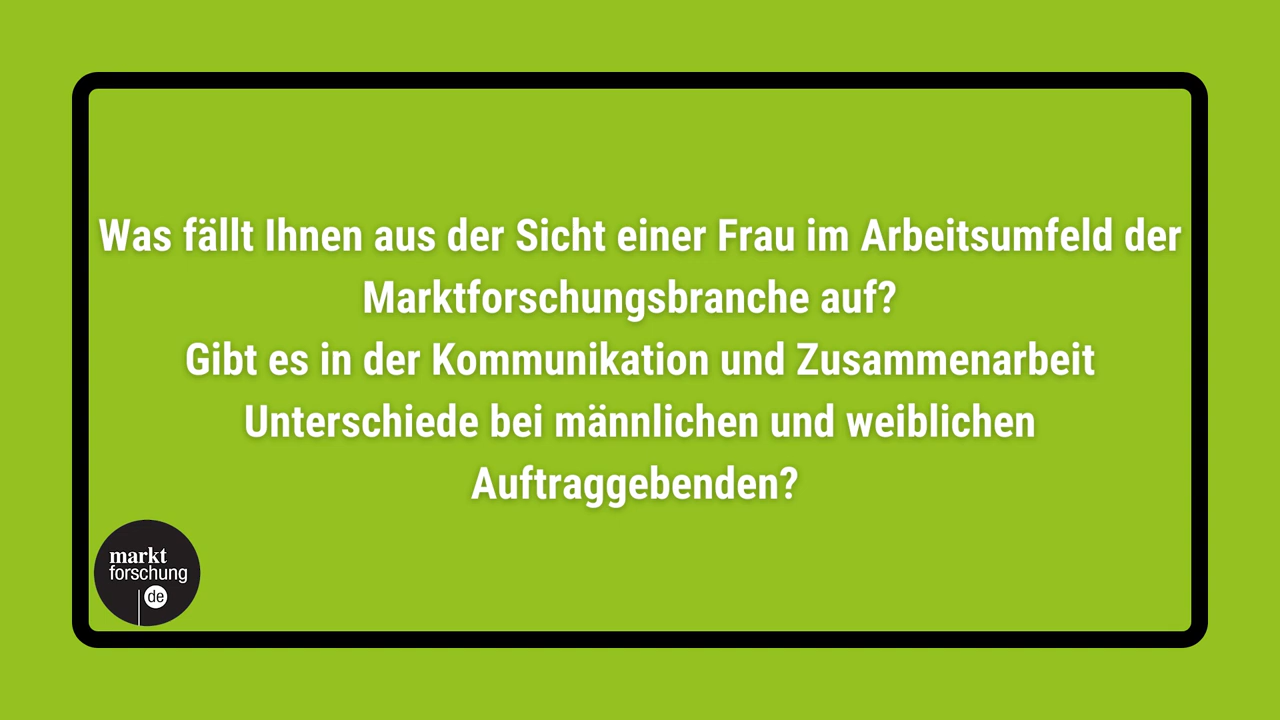 Was fällt Ihnen aus der Sicht einer Frau im Arbeitsumfeld der
Marktforschungsbranche auf?
Gibt es in der Kommunikation und Zusammenarbeit
Unterschiede bei männlichen und weiblichen
Auftraggebenden?
markt
forschung
de